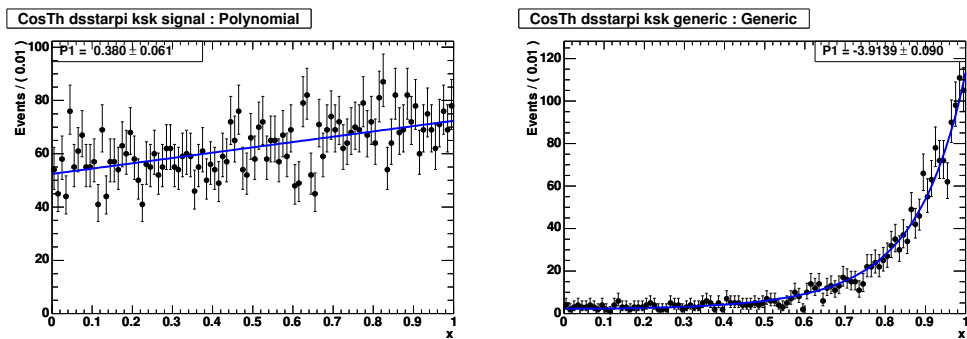 CosTh dsstarpi ksk signal : Polynomial
P1 = 0.380 ± 0.061
Events / ( 0.01 )
100
80
60
40
20
0
0 0.1 0.2 0.3 0.4 0.5 0.6 0.7 0.8 0.9 1
x
CosTh dsstarpi ksk generic : Generic
P1 = -3.9139 ± 0.090
Events / ( 0.01 )
120
100
80
60
40
20
0
0 0.1 0.2 0.3 0.4 0.5 0.6 0.7 0.8 0.9 1
x